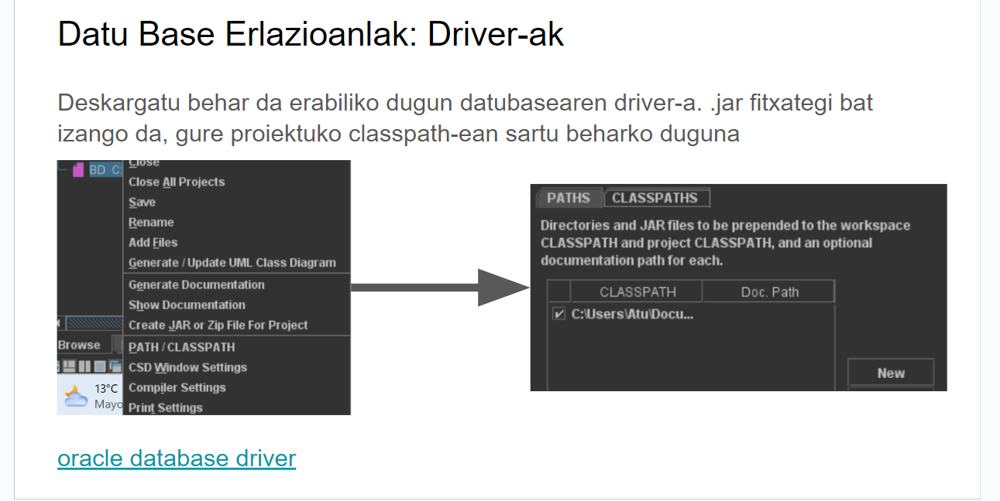 Datu Base Erlazioanlak: Driver-ak
Deskargatu behar da erabiliko dugun datubasearen driver-a. .jar fitxategi bat
izango da, gure proiektuko classpath-ean sartu beharko duguna
BD C:
Close
Close All Projects
Save
Rename
Add Files
Generate / Update UML Class Diagram
Generate Documentation
Show Documentation
Create JAR or Zip File For Project
Browse
PATH / CLASSPATH
CSD Window Settings
Compiler Settings
Print Settings
13°C
Mayo
PATHS CLASSPATHS
Directories and JAR files to be prepended to the workspace
CLASSPATH and project CLASSPATH, and an optional
documentation path for each.
CLASSPATH Doc. Path
C:\Users\Atu\Docu...
New
oracle database driver